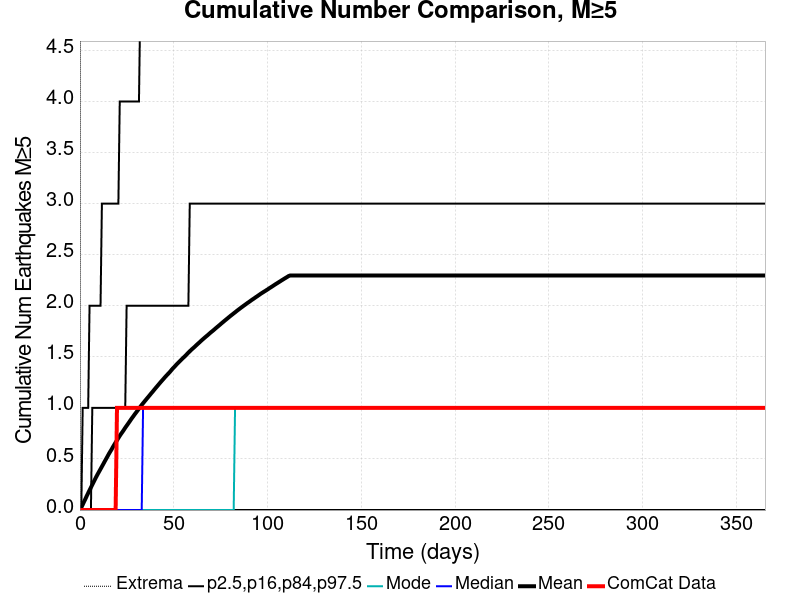 Cumulative Number Comparison, M≥5
Cumulative Num Earthquakes M≥5
4.5
4.0
3.5
3.0
2.5
2.0
1.5
1.0
0.5
0.0
0 50 100 150 200 250 300 350
Time (days)
Extrema p2.5,p16,p84,p97.5 Mode Median Mean ComCat Data